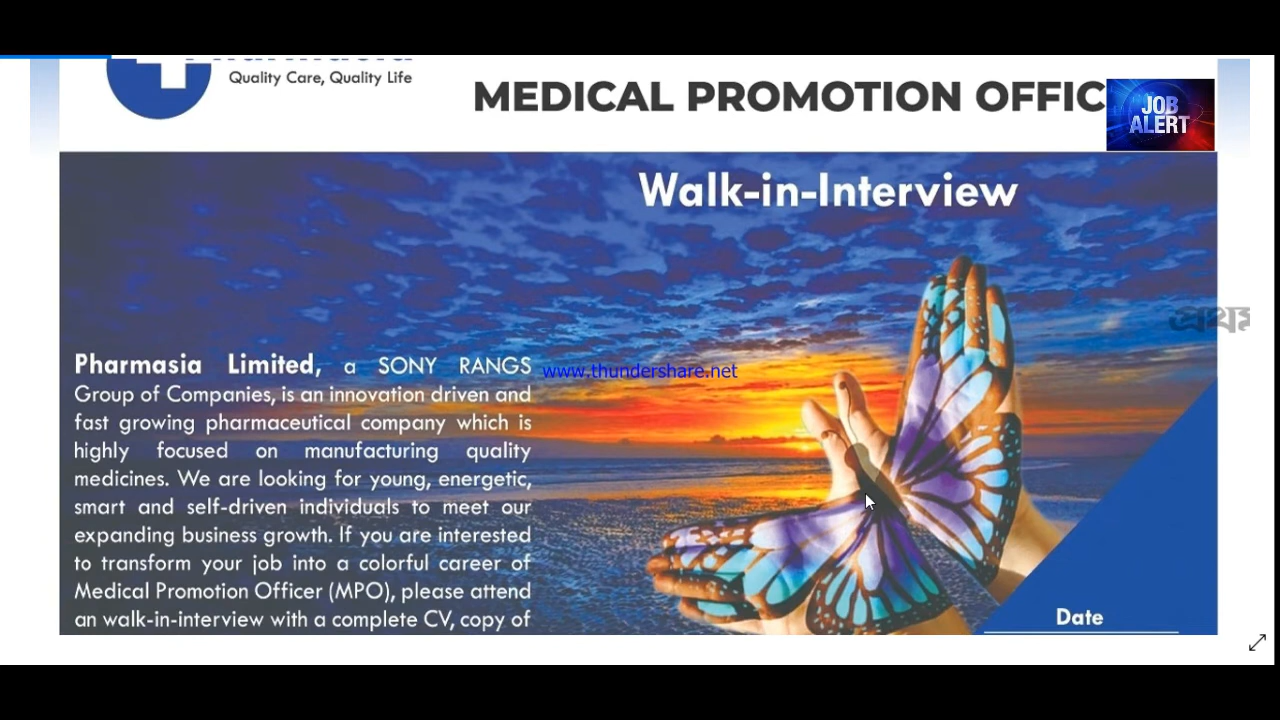 Quality Care, Quality Life
MEDICAL PROMOTION OFFIC
JOB
ALERT
Walk-in-Interview
প্রথম
Pharmasia Limited, a SONY RANGS
Group of Companies, is an innovation driven and
fast growing pharmaceutical company which is
highly focused on manufacturing quality
medicines. We are looking for young, energetic,
smart and self-driven individuals to meet our
expanding business growth. If you are interested
to transform your job into a colorful career of
Medical Promotion Officer (MPO), please attend
an walk-in-interview with a complete CV, copy of
www.thundershare.net
Date